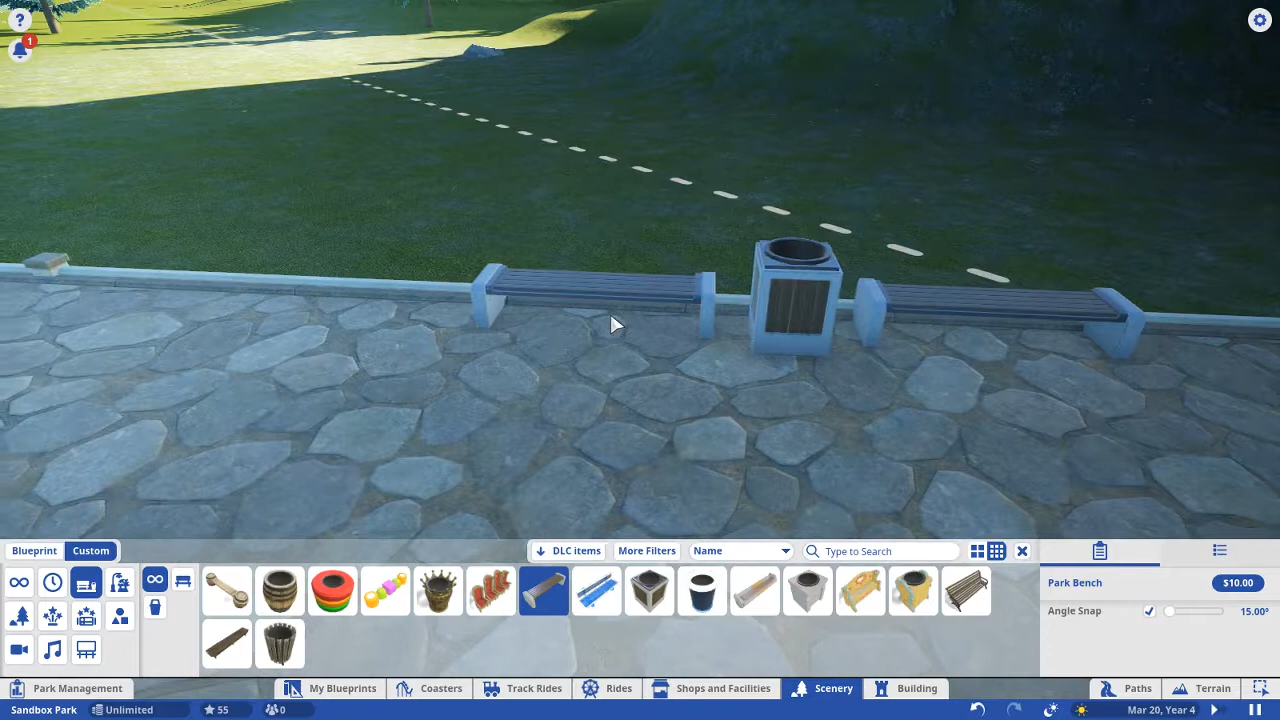 ?
1
Blueprint Custom
DLC items More Filters Name Type to Search
Park Bench $10.00
Angle Snap 15.00°
Park Management My Blueprints Coasters Track Rides Rides Shops and Facilities Scenery Building Paths Terrain
Sandbox Park Unlimited 55 0 Mar 20, Year 4